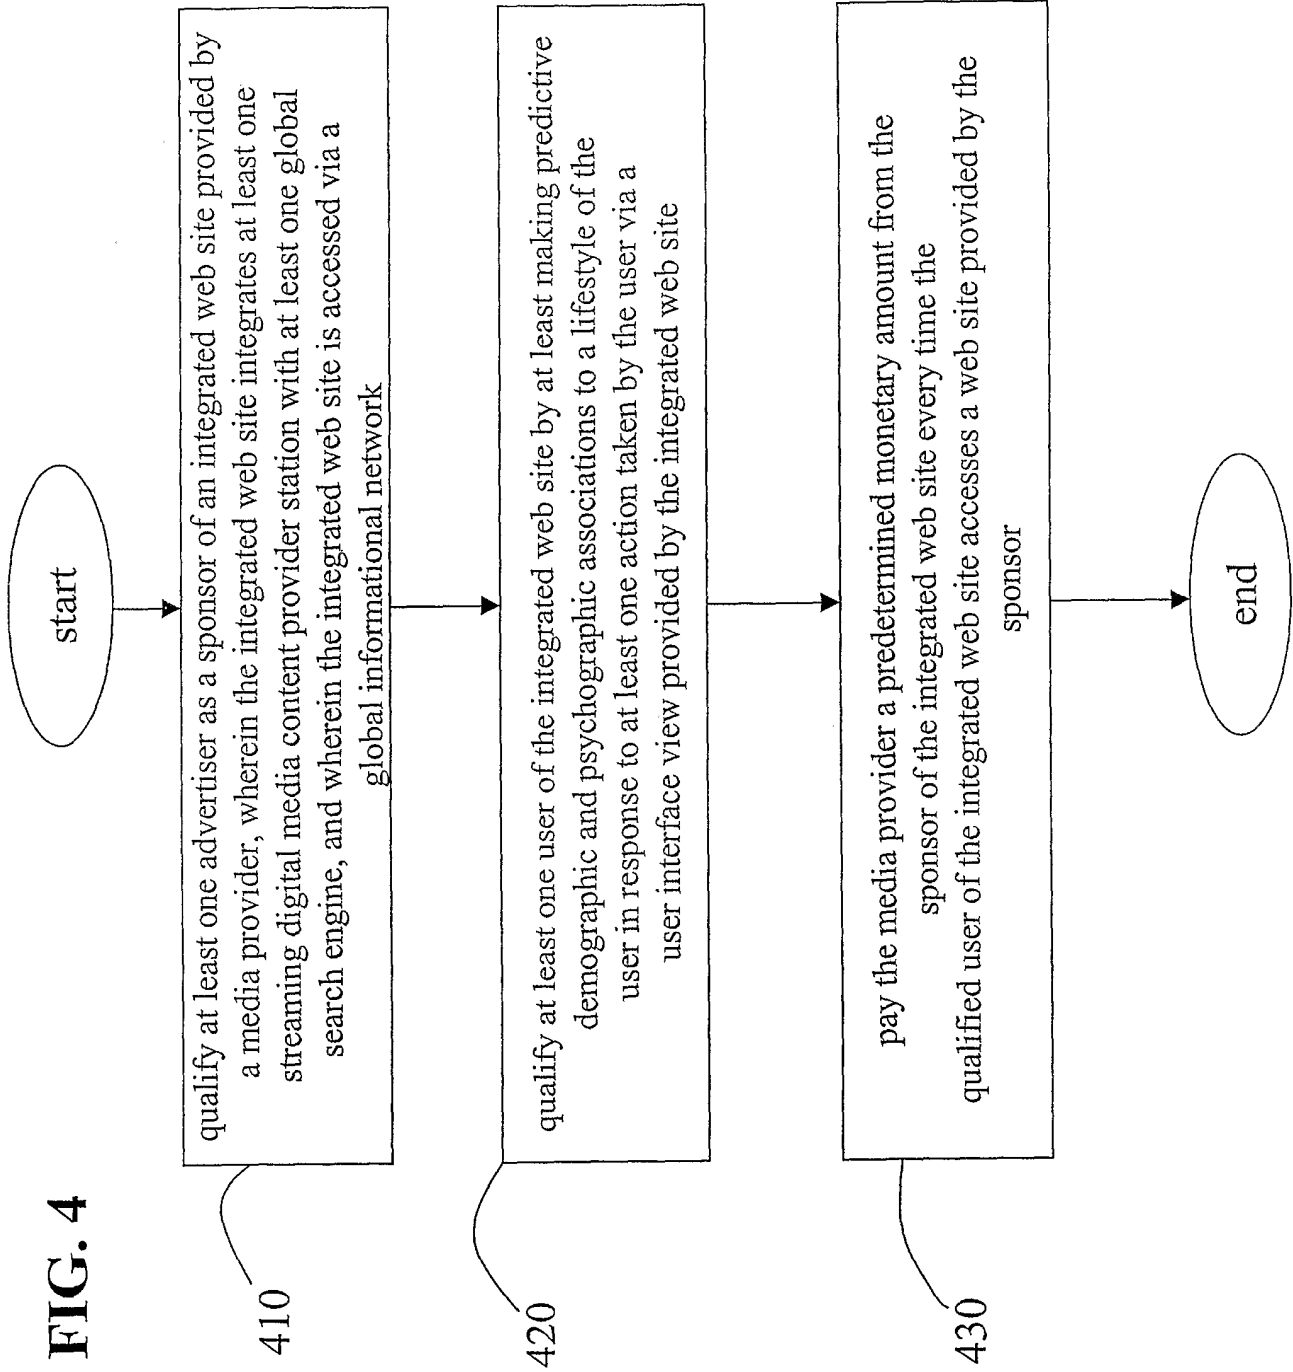 FIG. 4
start
410
qualify at least one advertiser as a sponsor of an integrated web site provided by
a media provider, wherein the integrated web site integrates at least one
streaming digital media content provider station with at least one global
search engine, and wherein the integrated web site is accessed via a
global informational network
420
qualify at least one user of the integrated web site by at least making predictive
demographic and psychographic associations to a lifestyle of the
user in response to at least one action taken by the user via a
user interface view provided by the integrated web site
430
pay the media provider a predetermined monetary amount from the
sponsor of the integrated web site every time the
qualified user of the integrated web site accesses a web site provided by the
sponsor
end